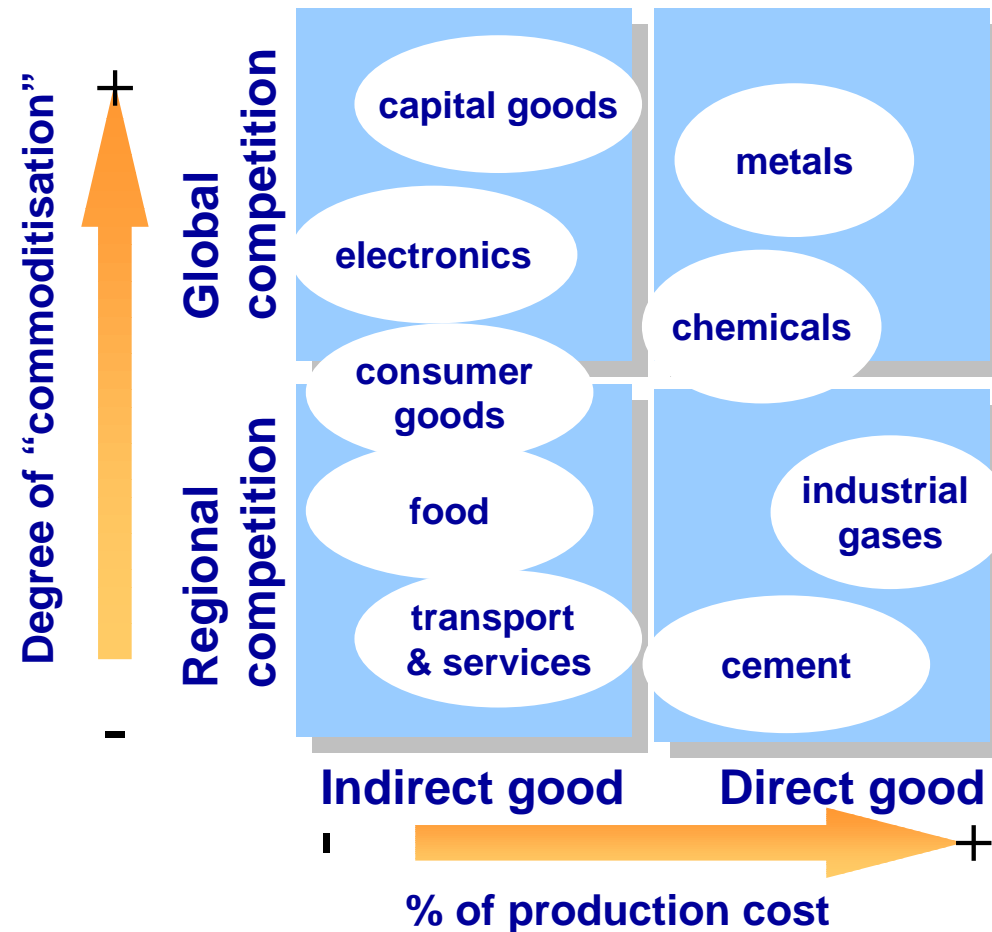 Degree of “commoditisation”
+
-
Global
competition
Regional
competition
capital goods
metals
electronics
chemicals
consumer
goods
food
industrial
gases
transport
& services
cement
Indirect good
Direct good
-
+
% of production cost